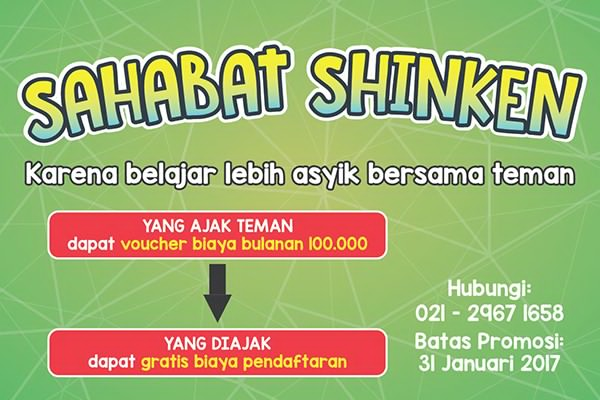 SAHABAT SHINKEN
Karena belajar lebih asyik bersama teman
YANG AJAK TEMAN
dapat voucher biaya bulanan 100.000
YANG DIAJAK
dapat gratis biaya pendaftaran
Hubungi:
021 - 2967 1658
Batas Promosi:
31 Januari 2017